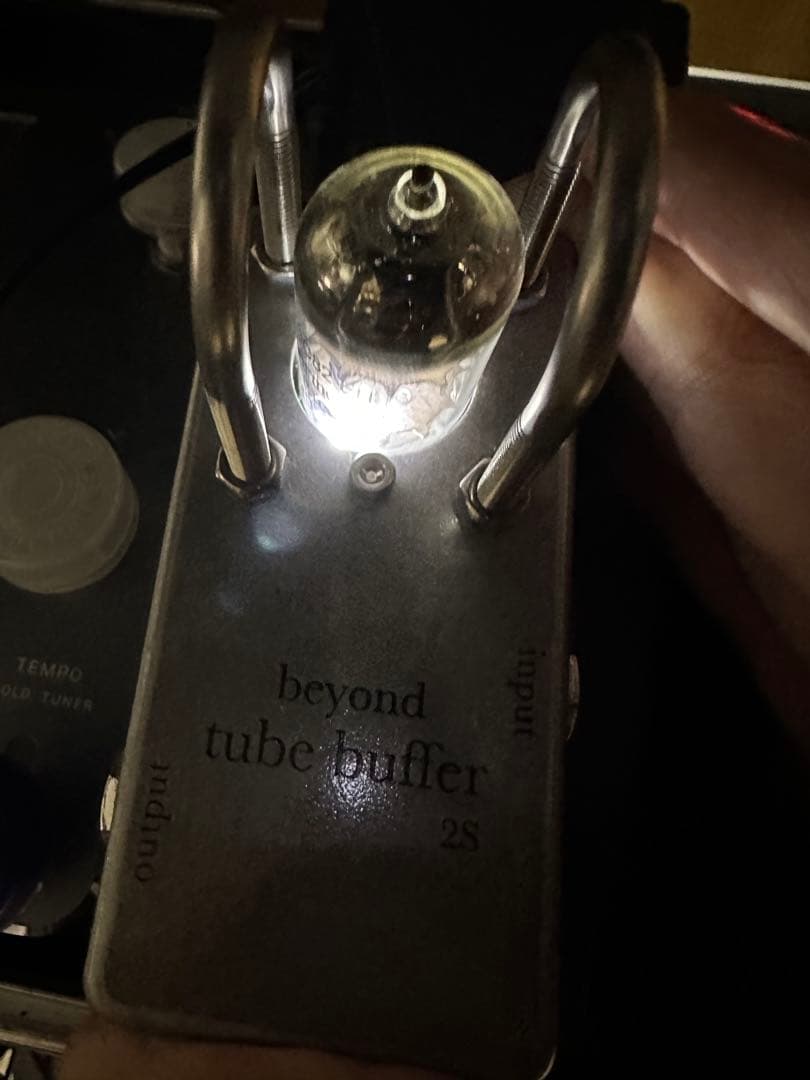 beyond
tube buffer
2S
input
output
TEMPO
OLD TUNER